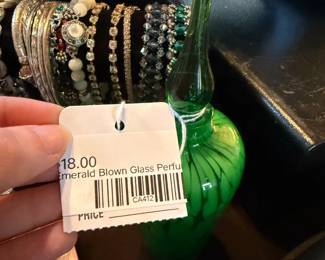 $18.00
Emerald Blown Glass Perfu
CA412
PRICE